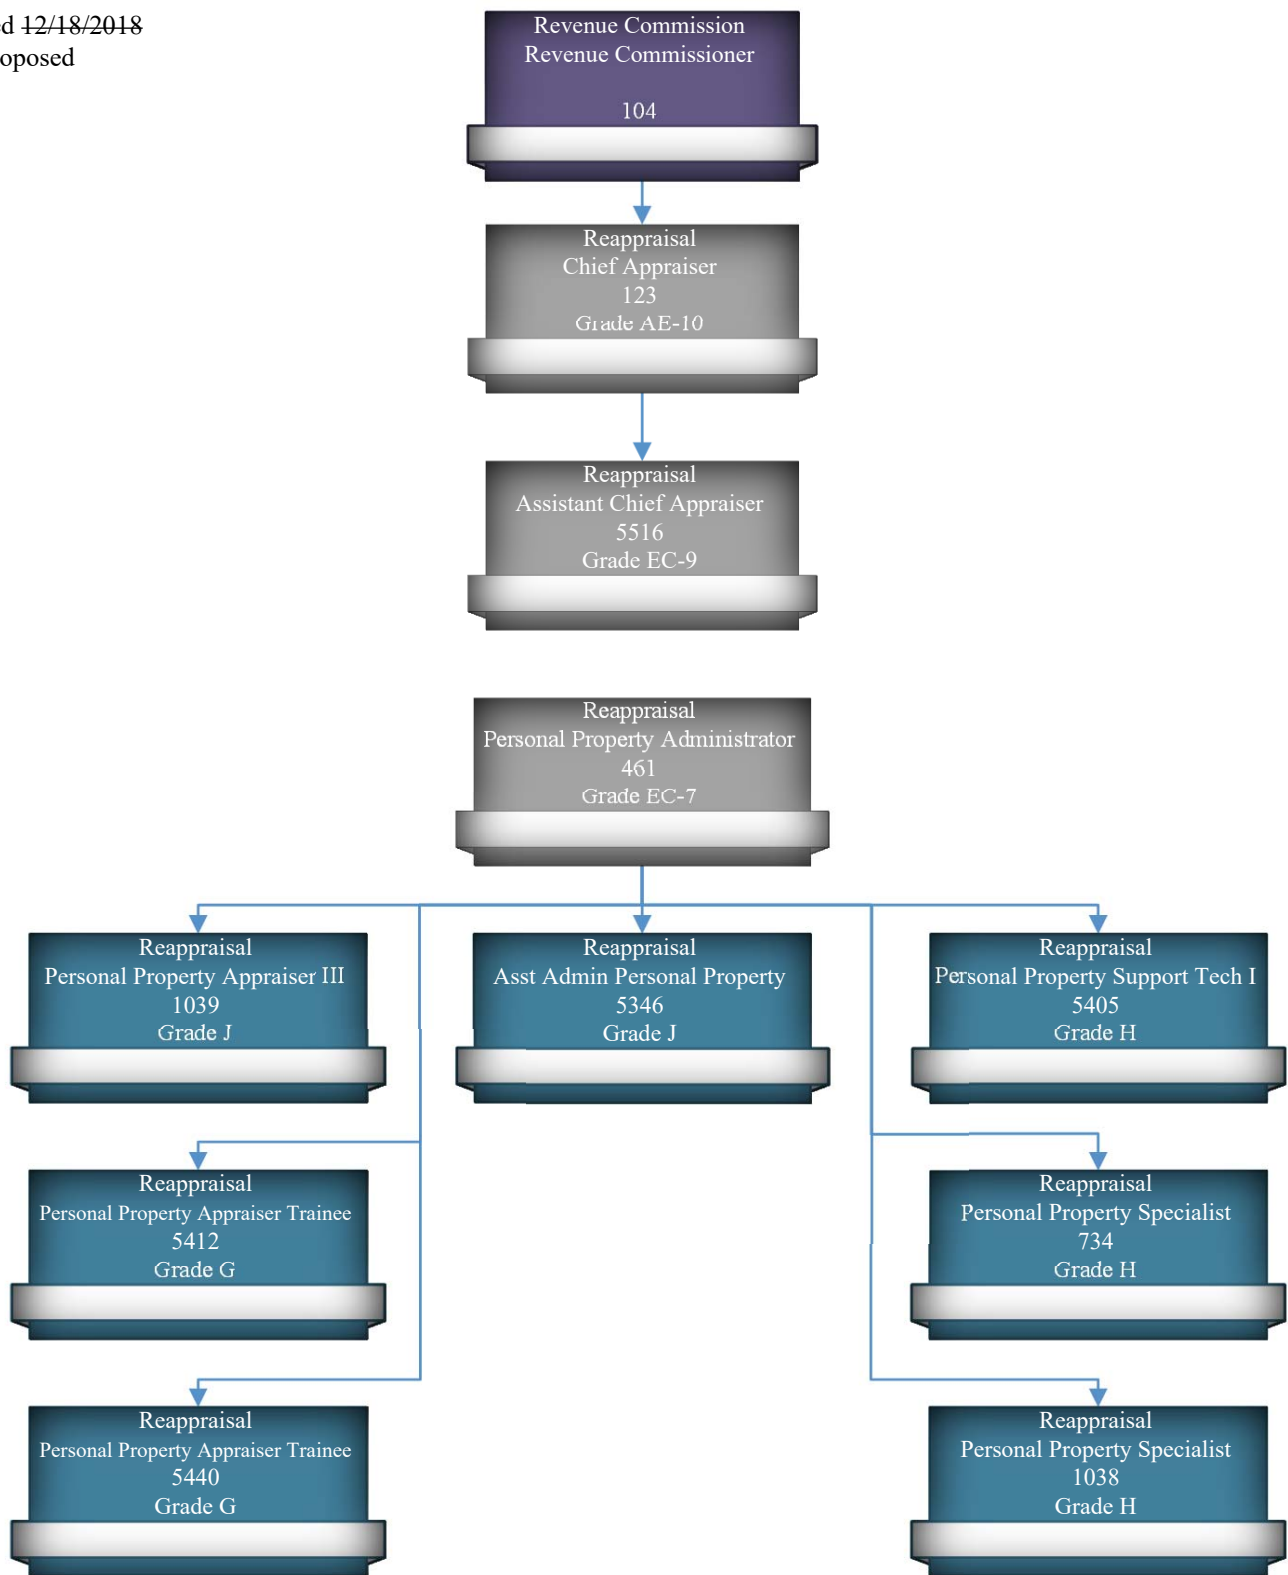 ed 12/18/2018
oposed
Revenue Commission
Revenue Commissioner
104
Reappraisal
Chief Appraiser
123
Grade AE-10
Reappraisal
Assistant Chief Appraiser
5516
Grade EC-9
Reappraisal
Personal Property Administrator
461
Grade EC-7
Reappraisal
Personal Property Appraiser III
1039
Grade J
Reappraisal
Asst Admin Personal Property
5346
Grade J
Reappraisal
Personal Property Support Tech I
5405
Grade H
Reappraisal
Personal Property Appraiser Trainee
5412
Grade G
Reappraisal
Personal Property Specialist
734
Grade H
Reappraisal
Personal Property Appraiser Trainee
5440
Grade G
Reappraisal
Personal Property Specialist
1038
Grade H